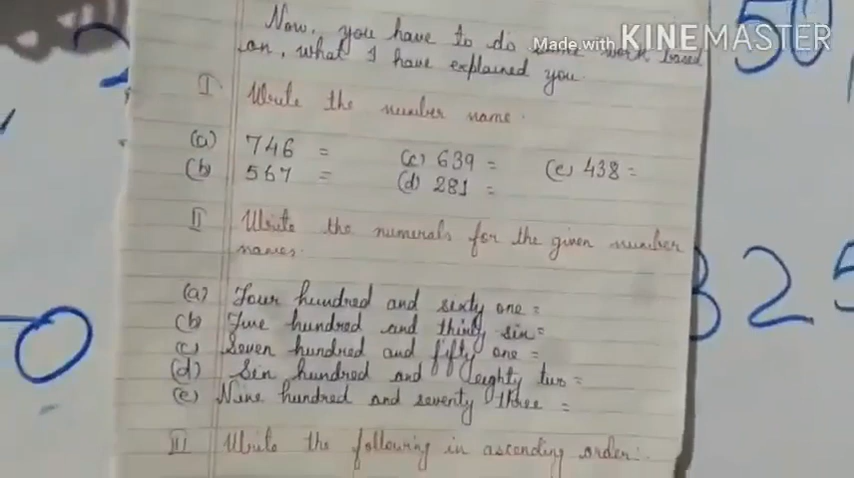 Now, you have to do some work based
on, what I have explained you.
Made with KINEMASTER
I Write the number name.
(a) 746 = (c) 639 = (e) 438 =
(b) 567 = (d) 281 =
II Write the numerals for the given number
names.
(a) Four hundred and sixty one =
(b) Five hundred and thirty six =
(c) Seven hundred and fifty one =
(d) Six hundred and eighty two =
(e) Nine hundred and seventy three =
III Write the following in ascending order: